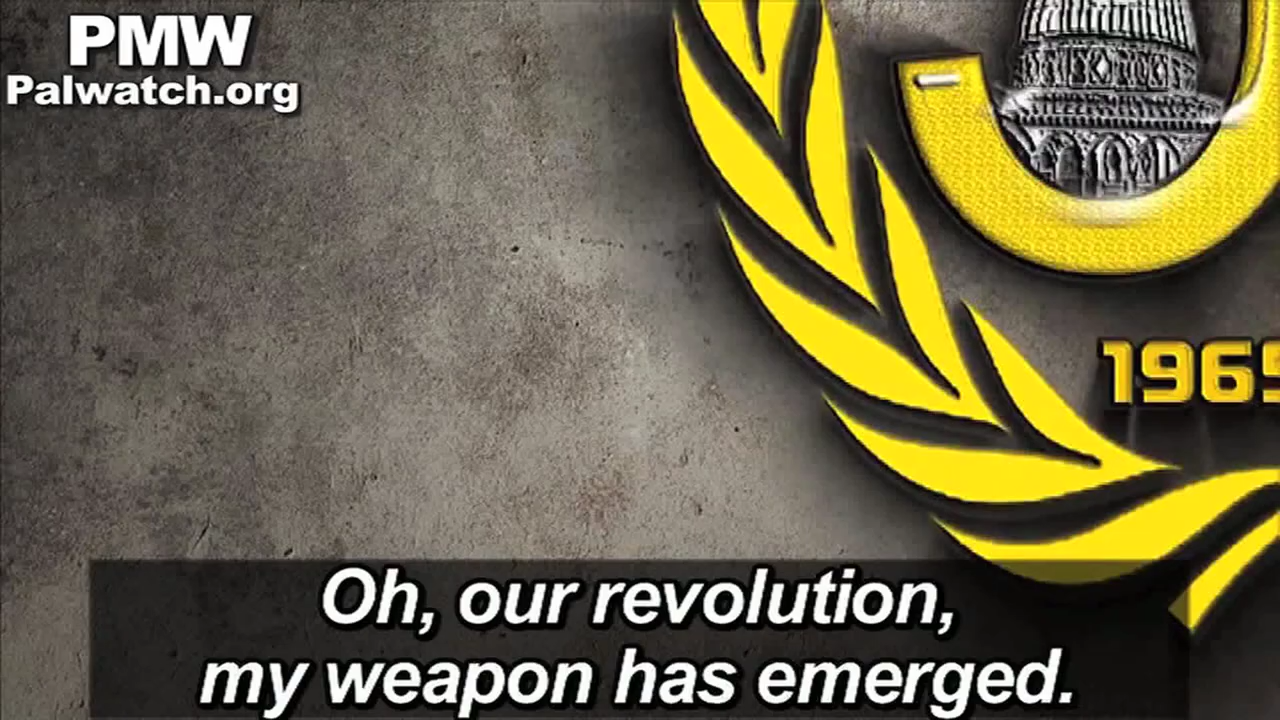 PMW
Palwatch.org
1965
Oh, our revolution,
my weapon has emerged.